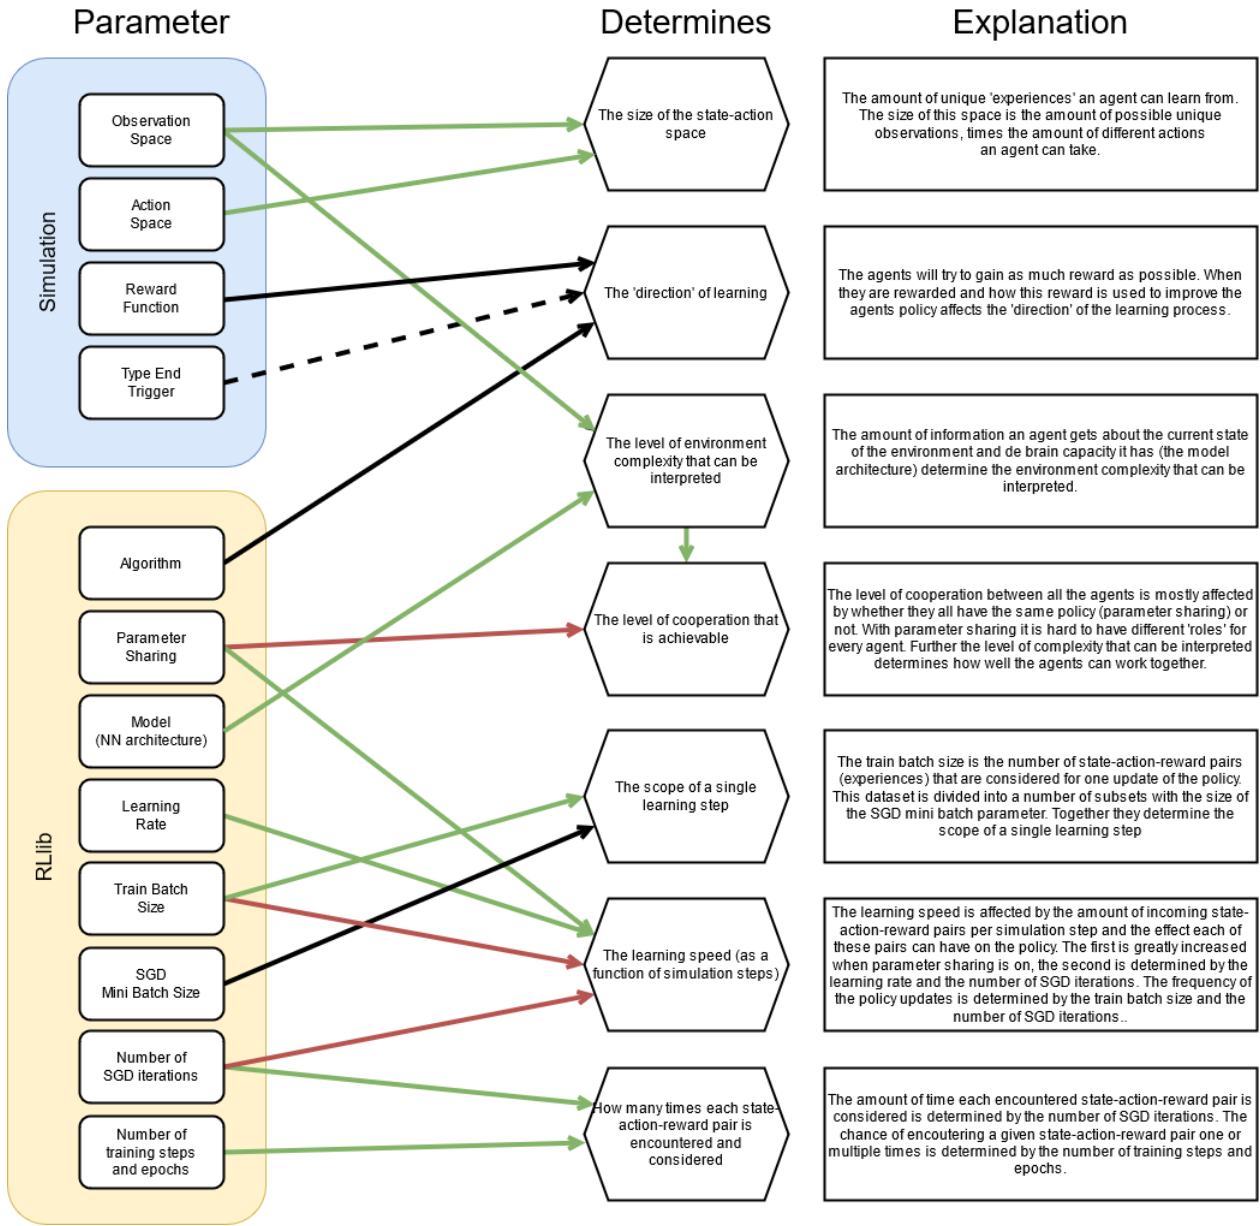 Parameter
Determines
Explanation
Simulation
Observation
Space
Action
Space
Reward
Function
Type End
Trigger
RLlib
Algorithm
Parameter
Sharing
Model
(NN architecture)
Learning
Rate
Train Batch
Size
SGD
Mini Batch Size
Number of
SGD iterations
Number of
training steps
and epochs
The size of the state-action
space
The 'direction' of learning
The level of environment
complexity that can be
interpreted
The level of cooperation that
is achievable
The scope of a single
learning step
The learning speed (as a
function of simulation steps)
How many times each state-
action-reward pair is
encountered and
considered
The amount of unique 'experiences' an agent can learn from.
The size of this space is the amount of possible unique
observations, times the amount of different actions
an agent can take.
The agents will try to gain as much reward as possible. When
they are rewarded and how this reward is used to improve the
agents policy affects the 'direction' of the learning process.
The amount of information an agent gets about the current state
of the environment and de brain capacity it has (the model
architecture) determine the environment complexity that can be
interpreted.
The level of cooperation between all the agents is mostly affected
by whether they all have the same policy (parameter sharing) or
not. With parameter sharing it is hard to have different 'roles' for
every agent. Further the level of complexity that can be interpreted
determines how well the agents can work together.
The train batch size is the number of state-action-reward pairs
(experiences) that are considered for one update of the policy.
This dataset is divided into a number of subsets with the size of
the SGD mini batch parameter. Together they determine the
scope of a single learning step
The learning speed is affected by the amount of incoming state-
action-reward pairs per simulation step and the effect each of
these pairs can have on the policy. The first is greatly increased
when parameter sharing is on, the second is determined by the
learning rate and the number of SGD iterations. The frequency of
the policy updates is determined by the train batch size and the
number of SGD iterations..
The amount of time each encountered state-action-reward pair is
considered is determined by the number of SGD iterations. The
chance of encoutering a given state-action-reward pair one or
multiple times is determined by the number of training steps and
epochs.